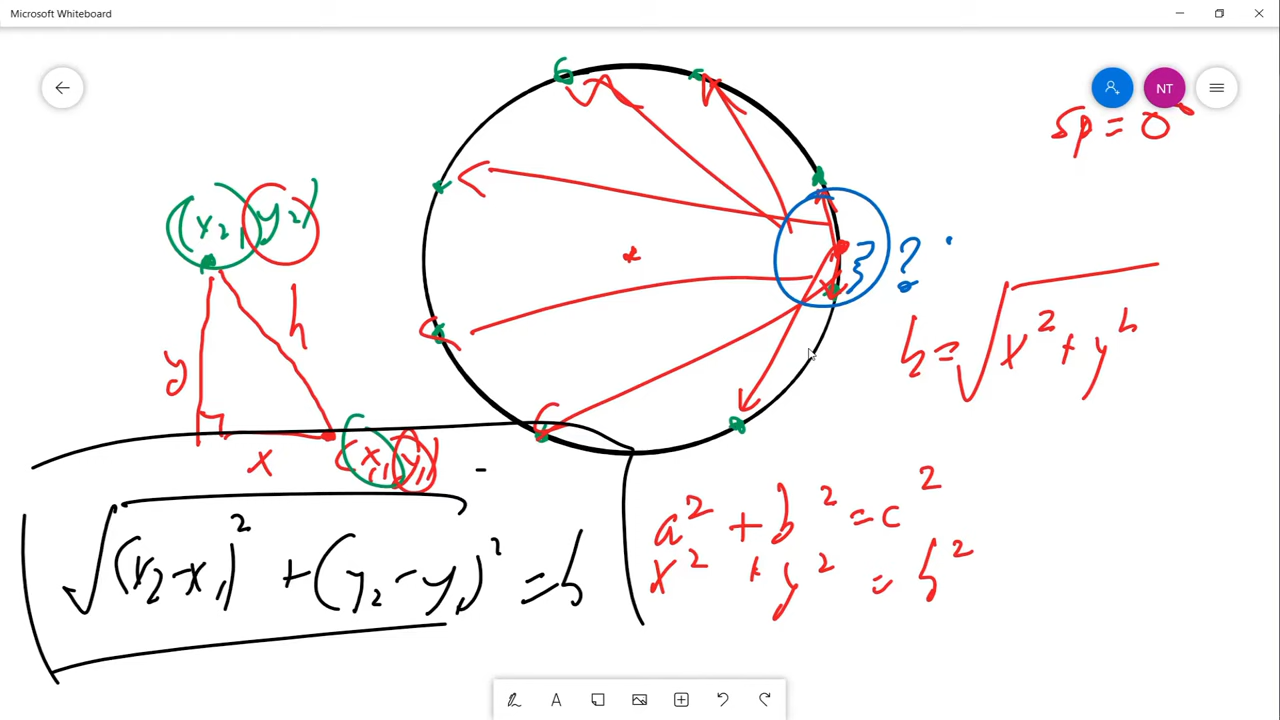 Microsoft Whiteboard
NT
sp = 0
(x₂, y₂)
h
y
x
(x₁, y₁)
?
h = √x² + y²
√(x₂-x₁)² + (y₂-y₁)² = h
a² + b² = c²
x² + y² = h²
A